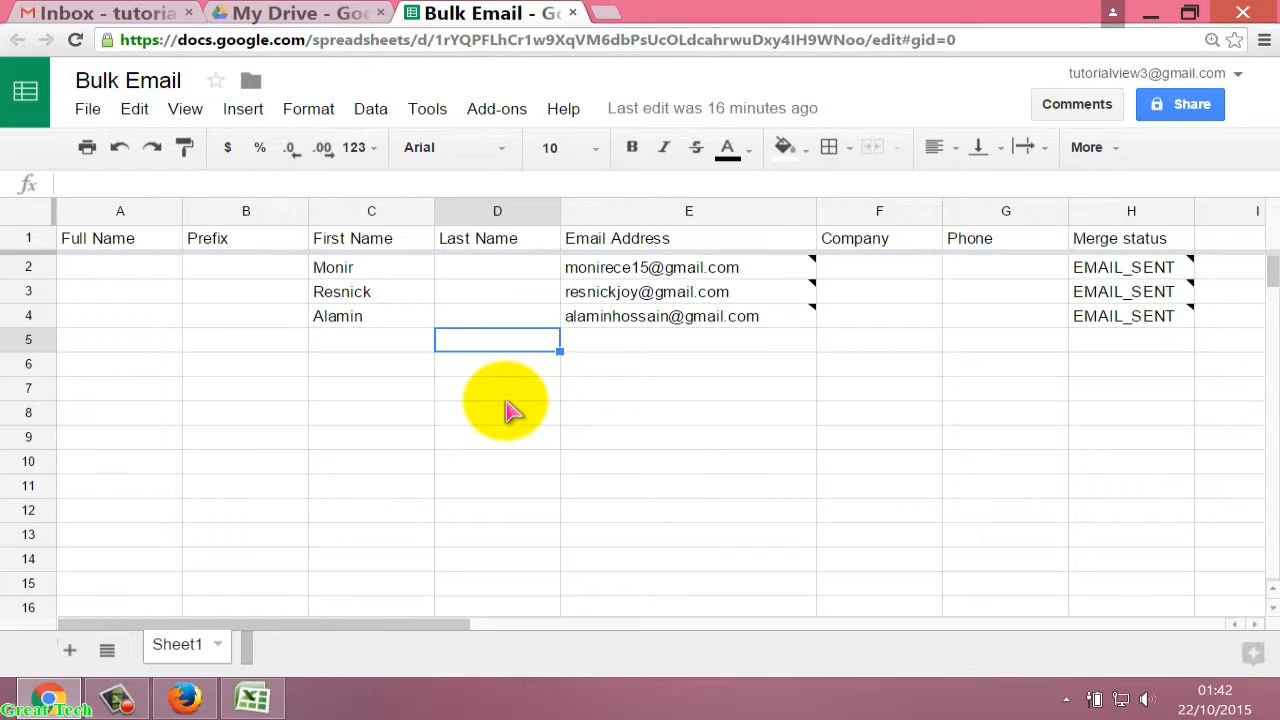 Inbox - tutoria
My Drive - Goo
Bulk Email - Go
https://docs.google.com/spreadsheets/d/1rYQPFLhCr1w9XqVM6dbPsUcOLdcahrwuDxy4IH9WNoo/edit#gid=0
Bulk Email
tutorialview3@gmail.com
File Edit View Insert Format Data Tools Add-ons Help Last edit was 16 minutes ago
Comments
Share
$ % .0 .00 123 Arial 10 B I S A More
fx
A B C D E F G H I
1 Full Name Prefix First Name Last Name Email Address Company Phone Merge status
2 Monir monirece15@gmail.com EMAIL_SENT
3 Resnick resnickjoy@gmail.com EMAIL_SENT
4 Alamin alaminhossain@gmail.com EMAIL_SENT
5
6
7
8
9
10
11
12
13
14
15
16
Sheet1
Great Tech
01:42
22/10/2015